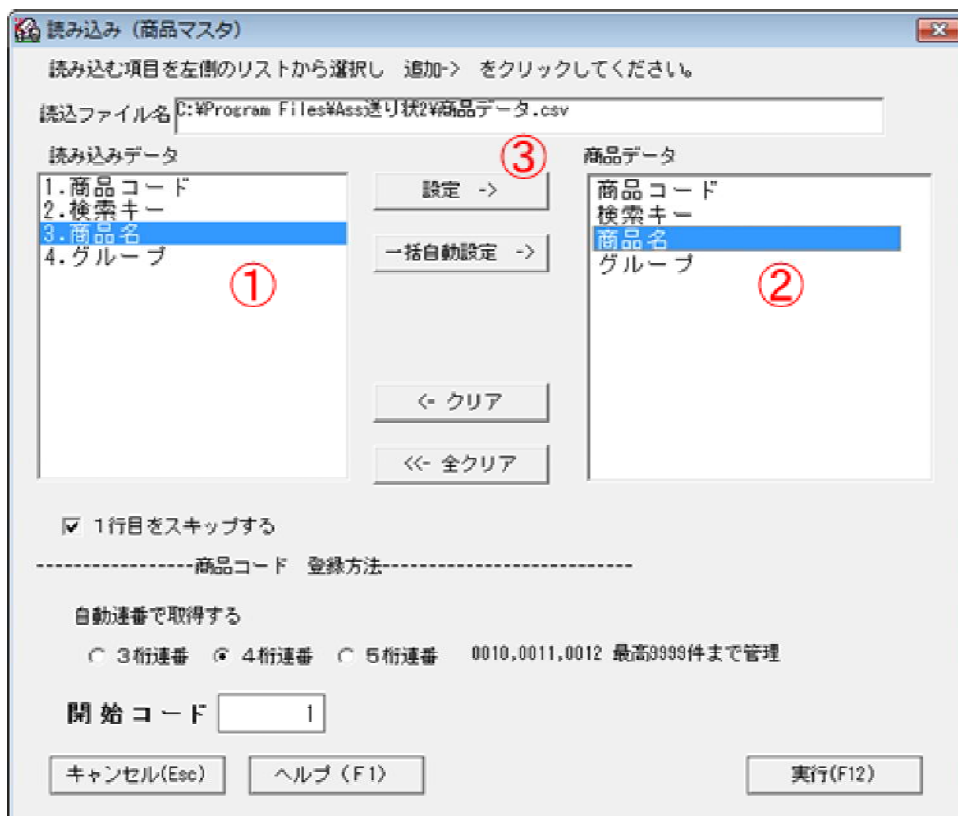 読み込み（商品マスタ）
読み込む項目を左側のリストから選択し　追加->　をクリックしてください。
読込ファイル名 C:¥Program Files¥Ass送り状2¥商品データ.csv
読み込みデータ
③
商品データ
1.商品コード
2.検索キー
3.商品名
4.グループ
①
設定 ->
一括自動設定 ->
<- クリア
<<- 全クリア
商品コード
検索キー
商品名
グループ
②
1行目をスキップする
-----------------商品コード　登録方法---------------------------
自動連番で取得する
3桁連番 4桁連番 5桁連番 0010,0011,0012 最高9999件まで管理
開始コード 1
キャンセル(Esc) ヘルプ（F1） 実行(F12)